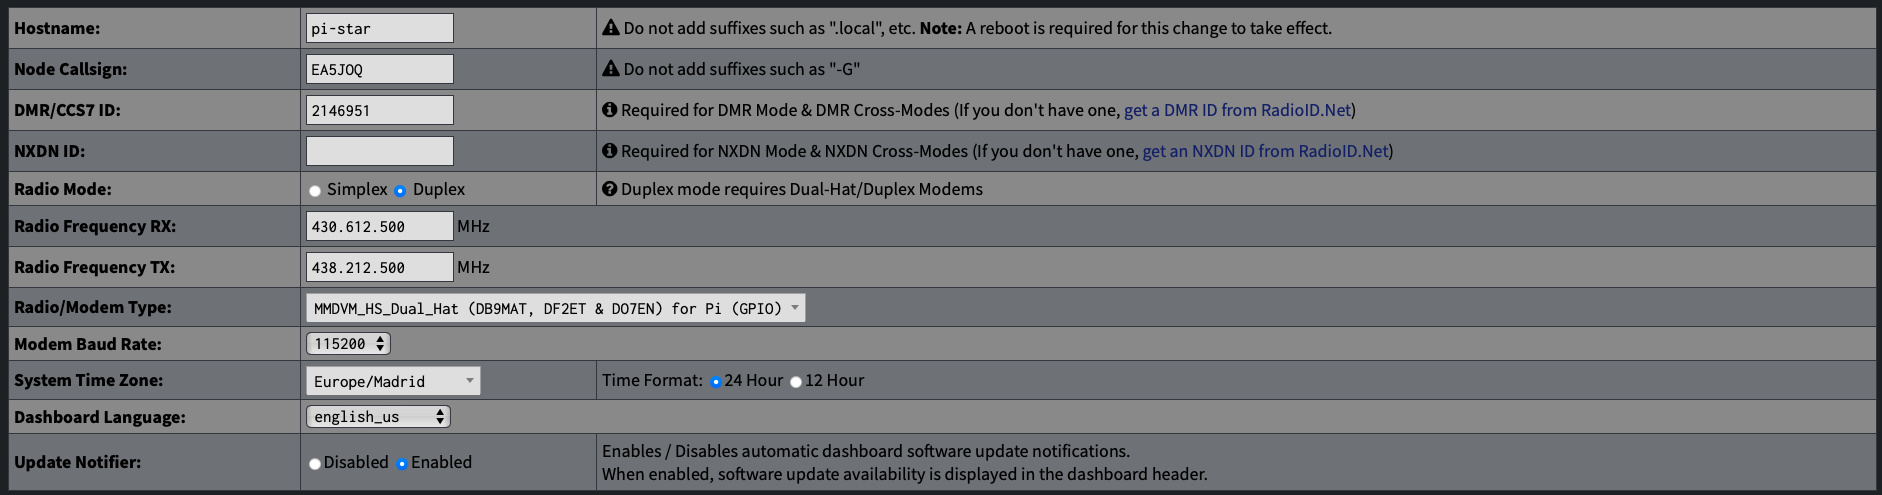 Hostname: pi-star Do not add suffixes such as ".local", etc. Note: A reboot is required for this change to take effect.
Node Callsign: EA5JOQ Do not add suffixes such as "-G"
DMR/CCS7 ID: 2146951 Required for DMR Mode & DMR Cross-Modes (If you don't have one, get a DMR ID from RadioID.Net)
NXDN ID: Required for NXDN Mode & NXDN Cross-Modes (If you don't have one, get an NXDN ID from RadioID.Net)
Radio Mode: Simplex Duplex Duplex mode requires Dual-Hat/Duplex Modems
Radio Frequency RX: 430.612.500 MHz
Radio Frequency TX: 438.212.500 MHz
Radio/Modem Type: MMDVM_HS_Dual_Hat (DB9MAT, DF2ET & DO7EN) for Pi (GPIO)
Modem Baud Rate: 115200
System Time Zone: Europe/Madrid Time Format: 24 Hour 12 Hour
Dashboard Language: english_us
Update Notifier: Disabled Enabled Enables / Disables automatic dashboard software update notifications.
When enabled, software update availability is displayed in the dashboard header.